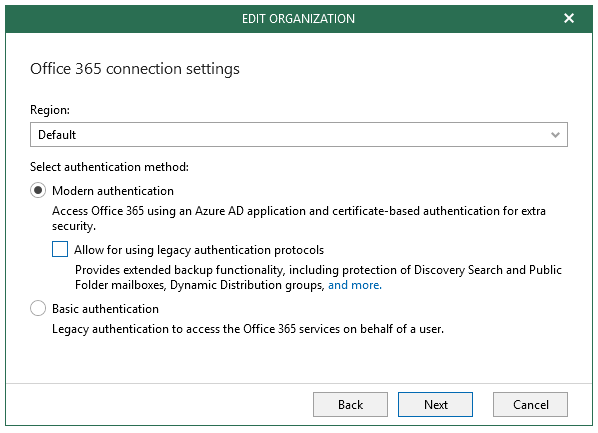 EDIT ORGANIZATION
Office 365 connection settings
Region:
Default
Select authentication method:
Modern authentication
Access Office 365 using an Azure AD application and certificate-based authentication for extra
security.
Allow for using legacy authentication protocols
Provides extended backup functionality, including protection of Discovery Search and Public
Folder mailboxes, Dynamic Distribution groups, and more.
Basic authentication
Legacy authentication to access the Office 365 services on behalf of a user.
Back Next Cancel